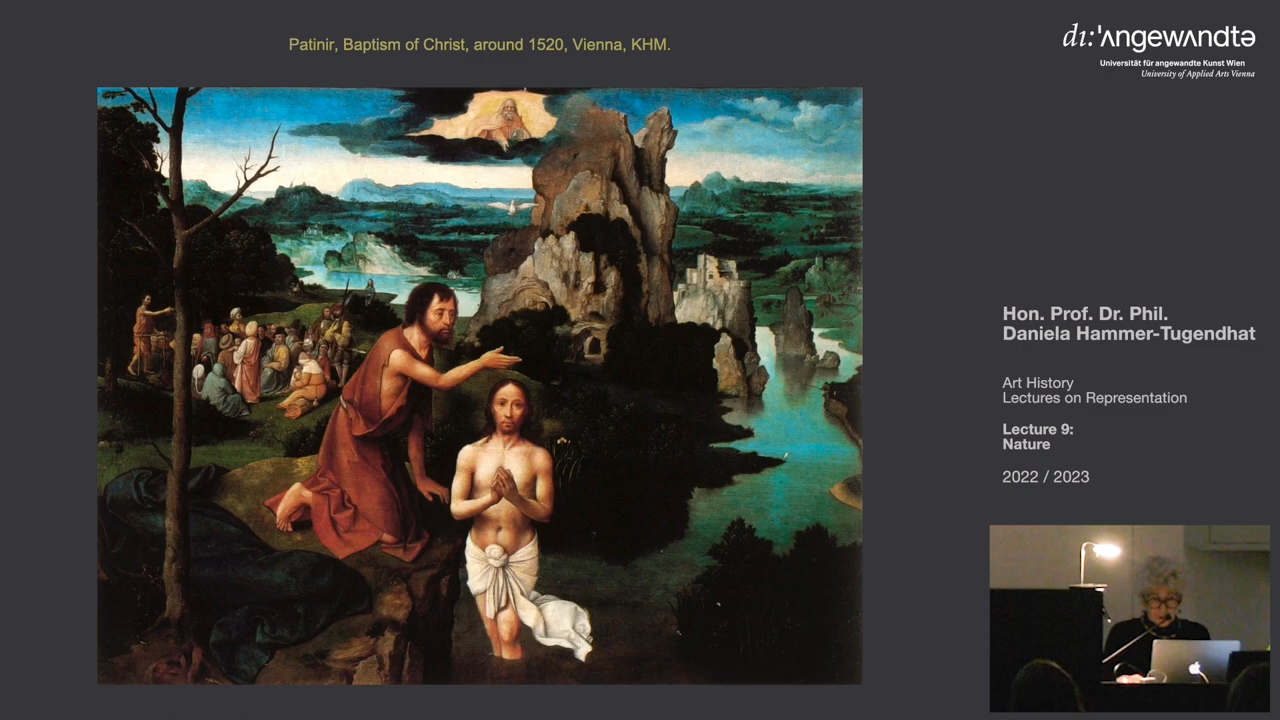 Patinir, Baptism of Christ, around 1520, Vienna, KHM.
dı:'ʌngewʌndtə
Universität für angewandte Kunst Wien
University of Applied Arts Vienna
Hon. Prof. Dr. Phil.
Daniela Hammer-Tugendhat
Art History
Lectures on Representation
Lecture 9:
Nature
2022 / 2023